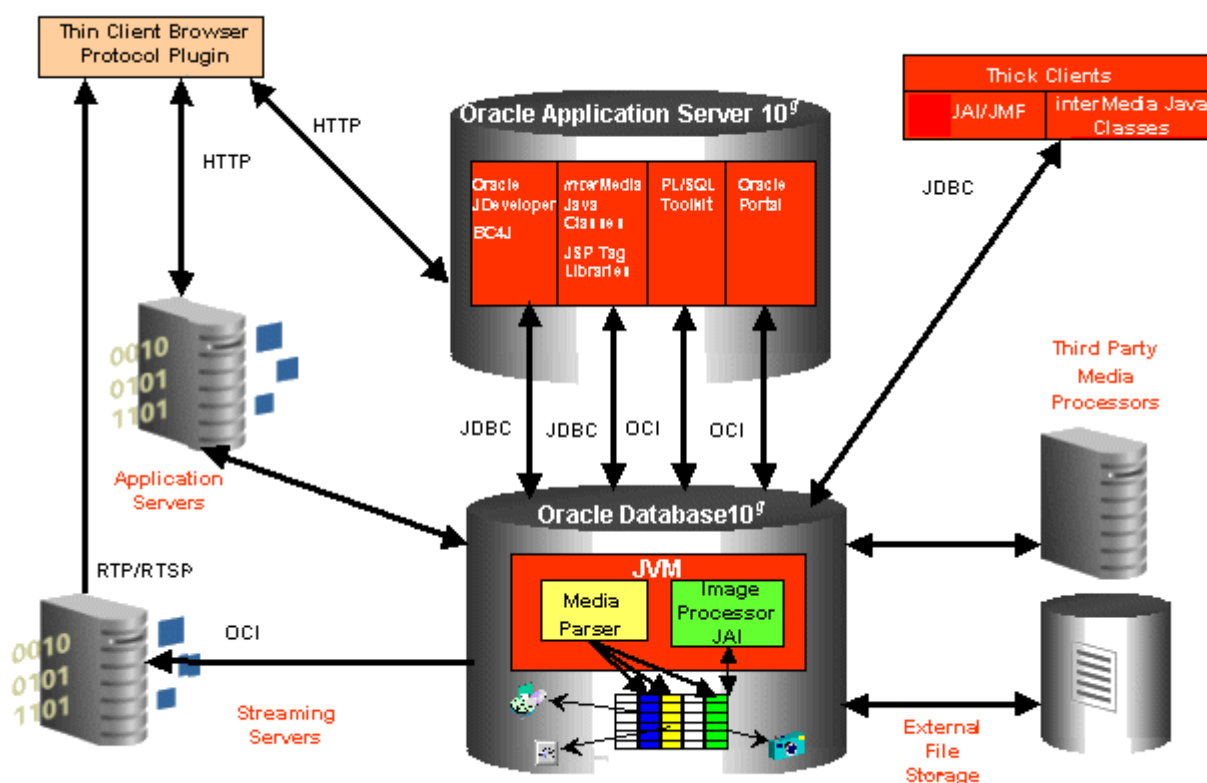 Thin Client Browser
Protocol Plugin
Thick Clients
JAI/JMF
interMedia Java
Classes
Oracle Application Server 10g
HTTP
HTTP
JDBC
Oracle
JDeveloper
BC4J
interMedia
Java
Classes
JSP Tag
Libraries
PL/SQL
Toolkit
Oracle
Portal
0010
0101
1101
Third Party
Media
Processors
JDBC
JDBC
OCI
OCI
Application
Servers
Oracle Database10g
RTP/RTSP
JVM
Media
Parser
Image
Processor
JAI
OCI
0010
0101
1101
Streaming
Servers
External
File
Storage